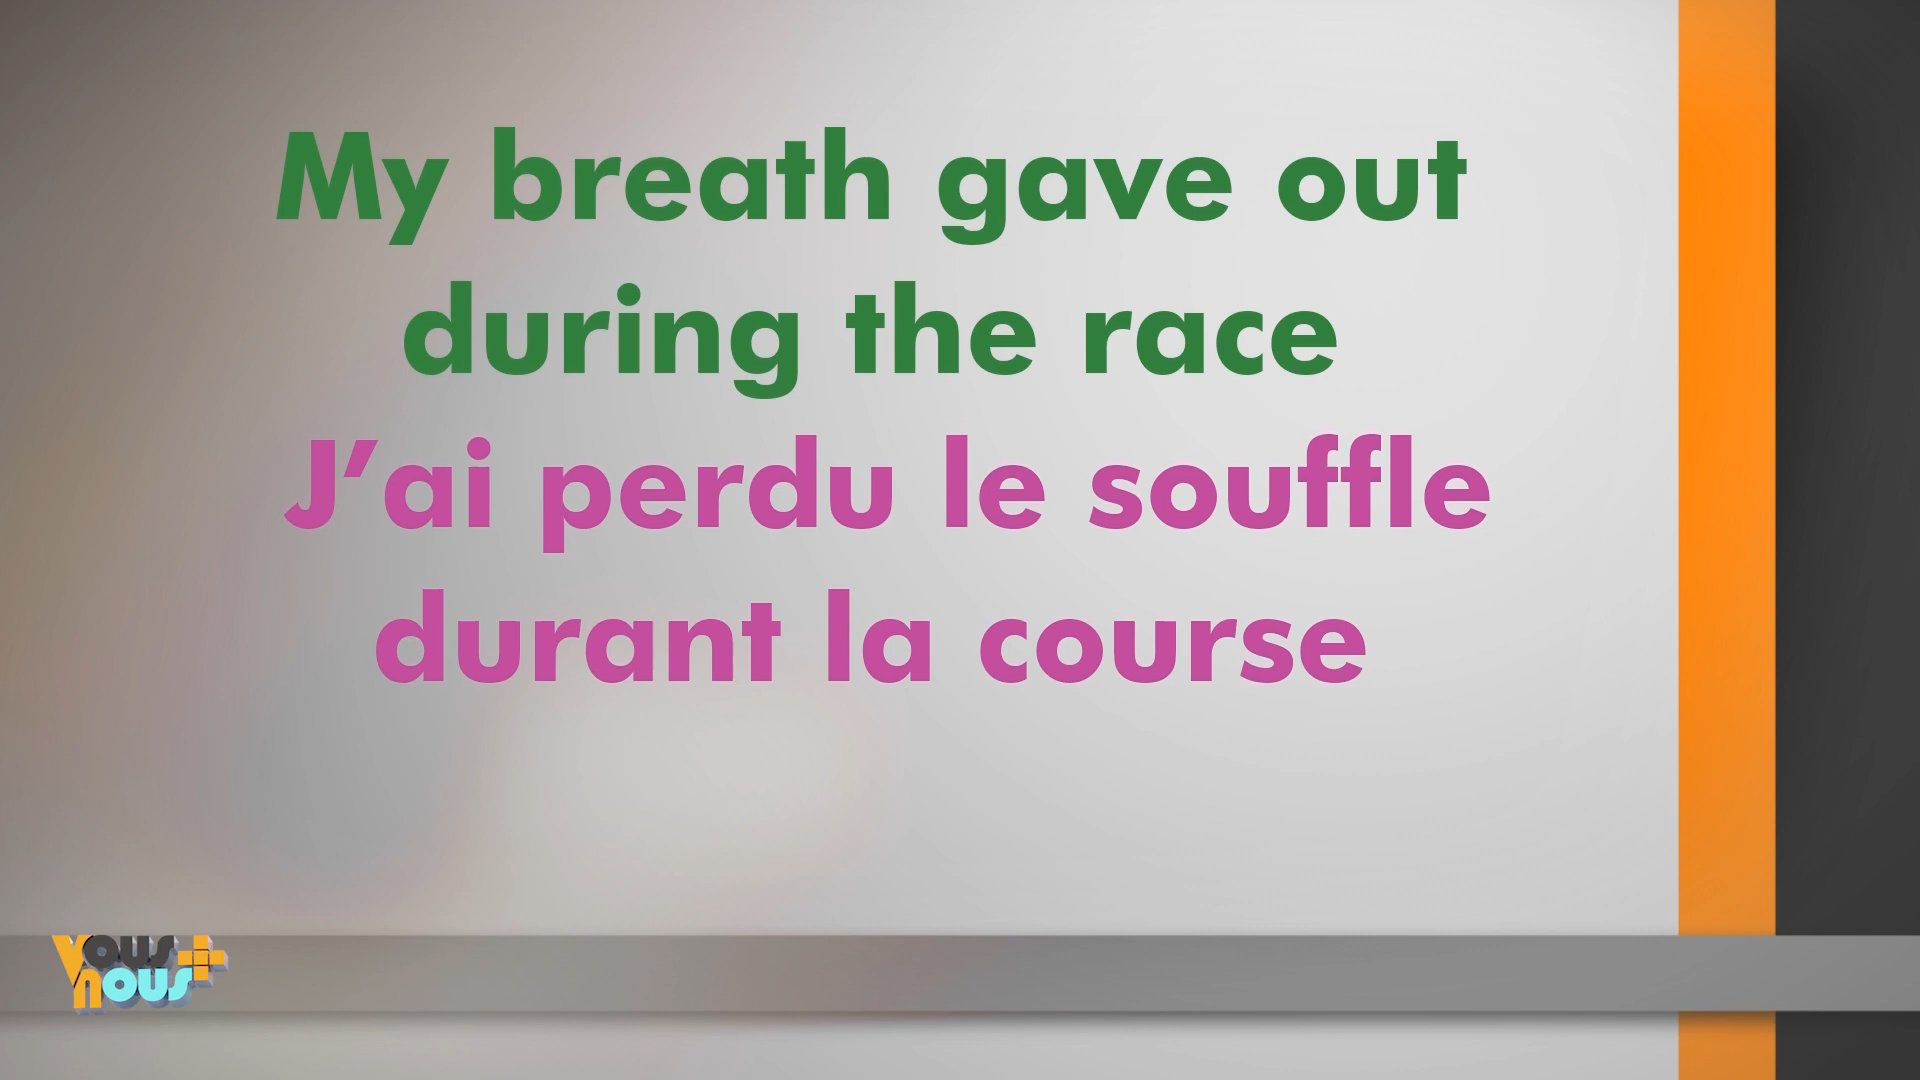 My breath gave out
during the race
J’ai perdu le souffle
durant la course
Vous
nous+